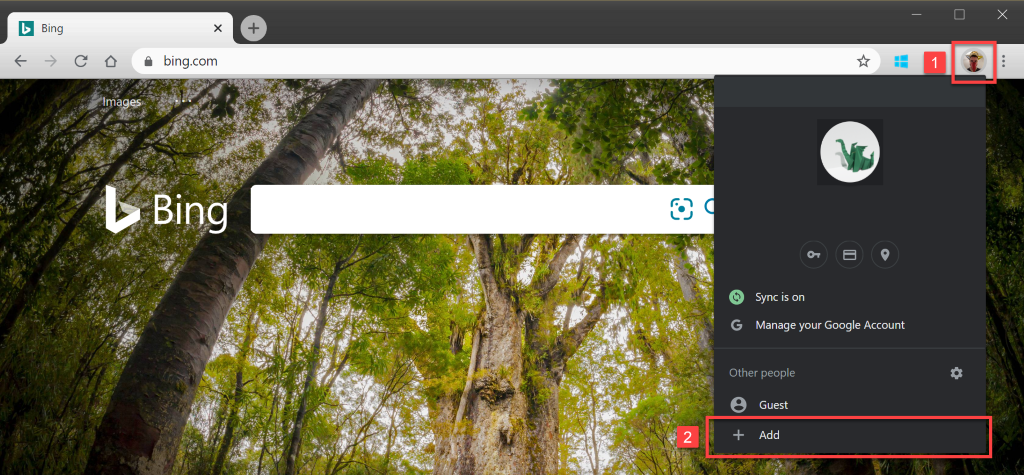 Bing
bing.com
1
Images
Bing
Sync is on
Manage your Google Account
Other people
Guest
2
Add